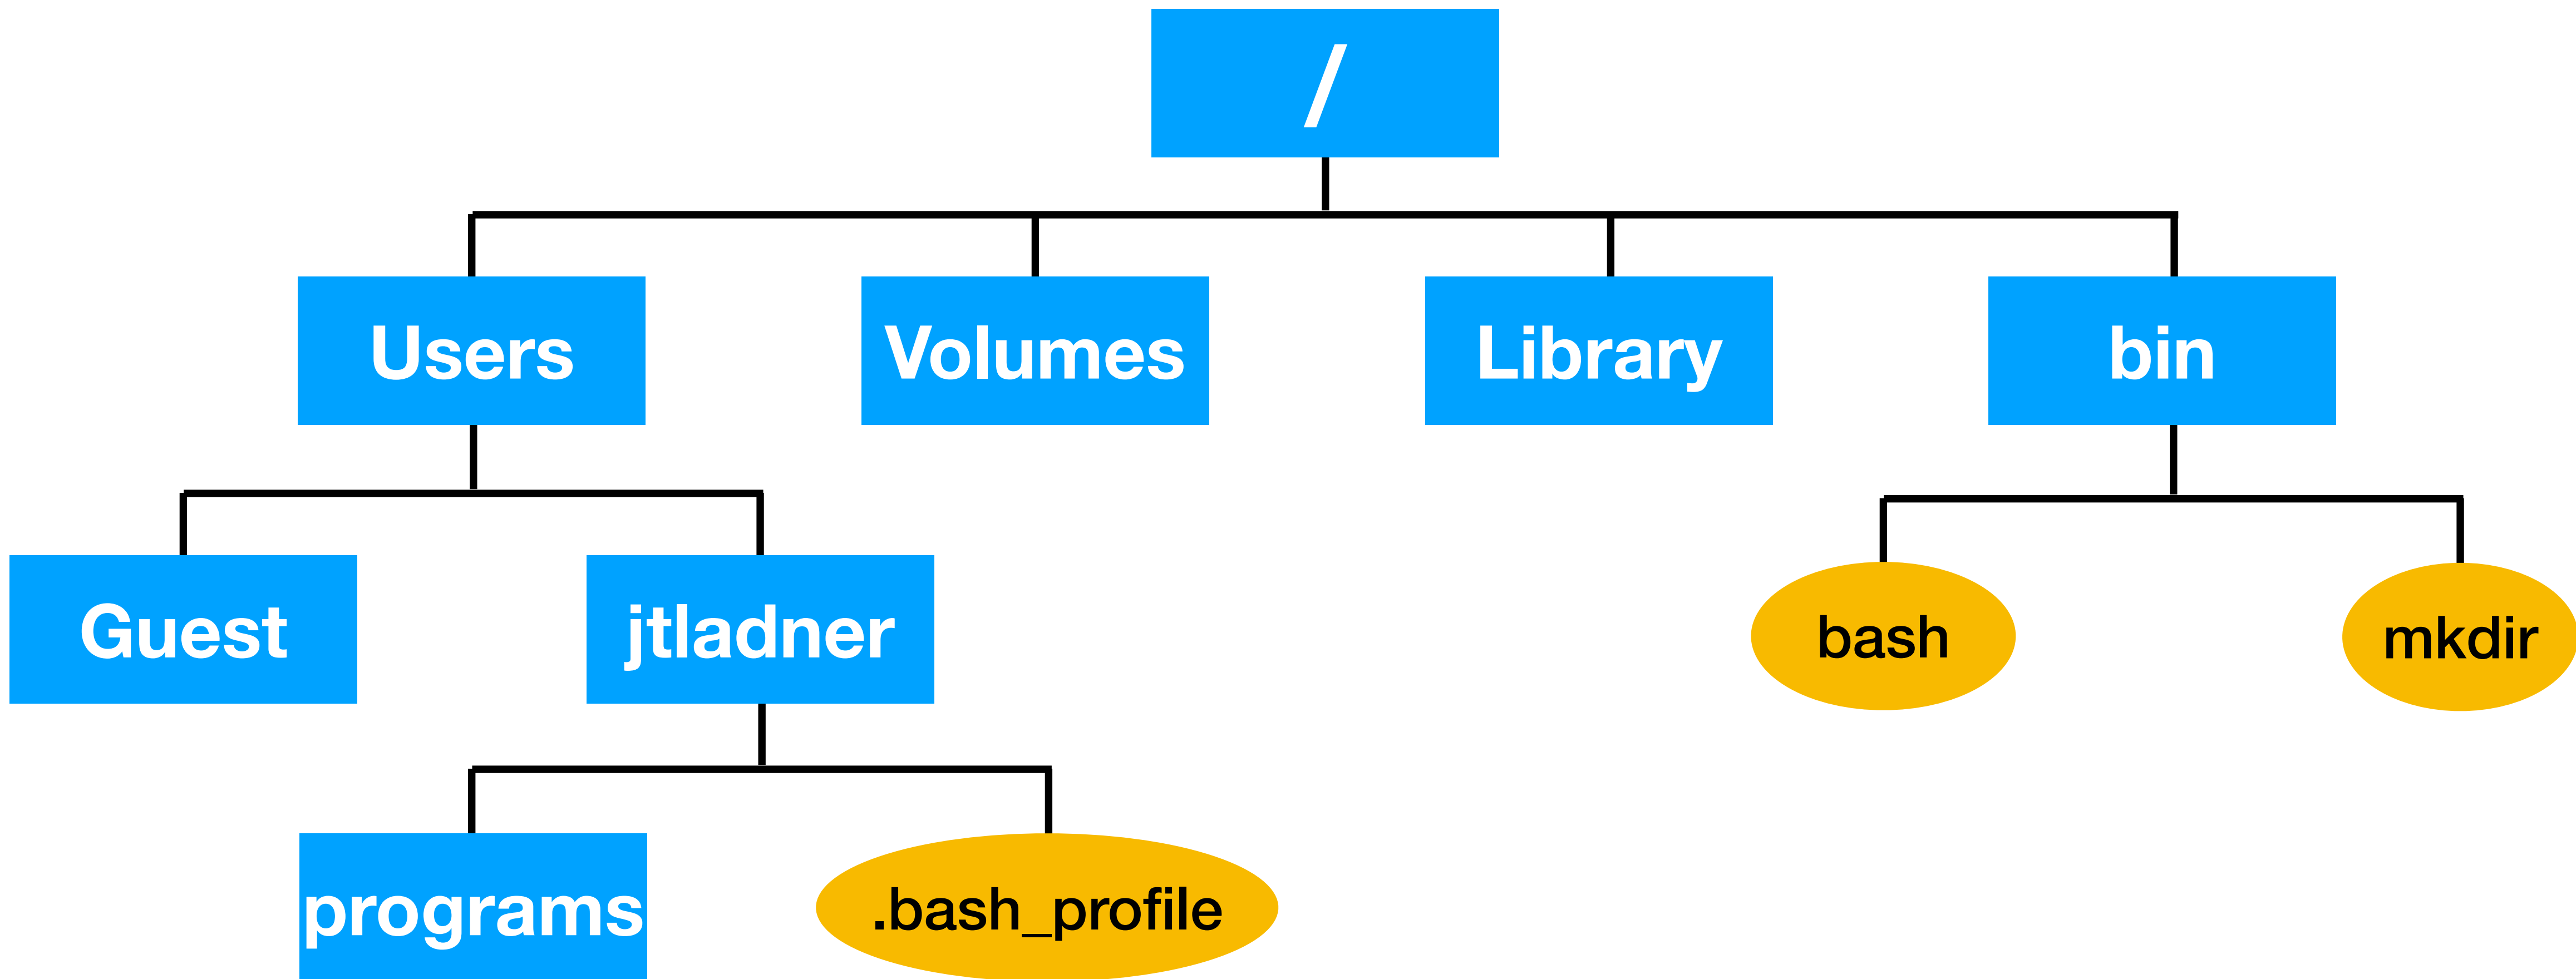 /
Users
Volumes
Library
bin
Guest
jtladner
bash
mkdir
programs
.bash_profile